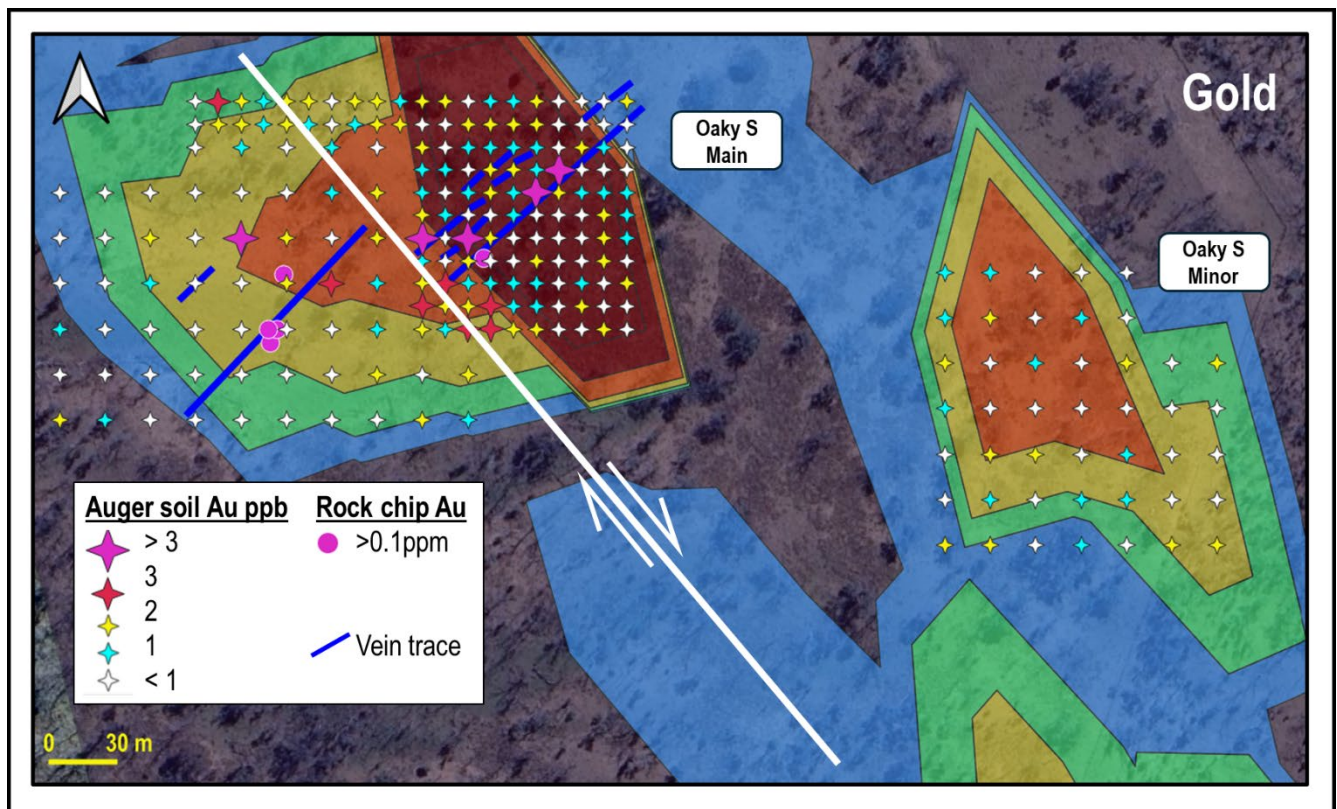 Gold
Oaky S
Main
Oaky S
Minor
Auger soil Au ppb
> 3
3
2
1
< 1
Rock chip Au
>0.1ppm
Vein trace
0 30 m